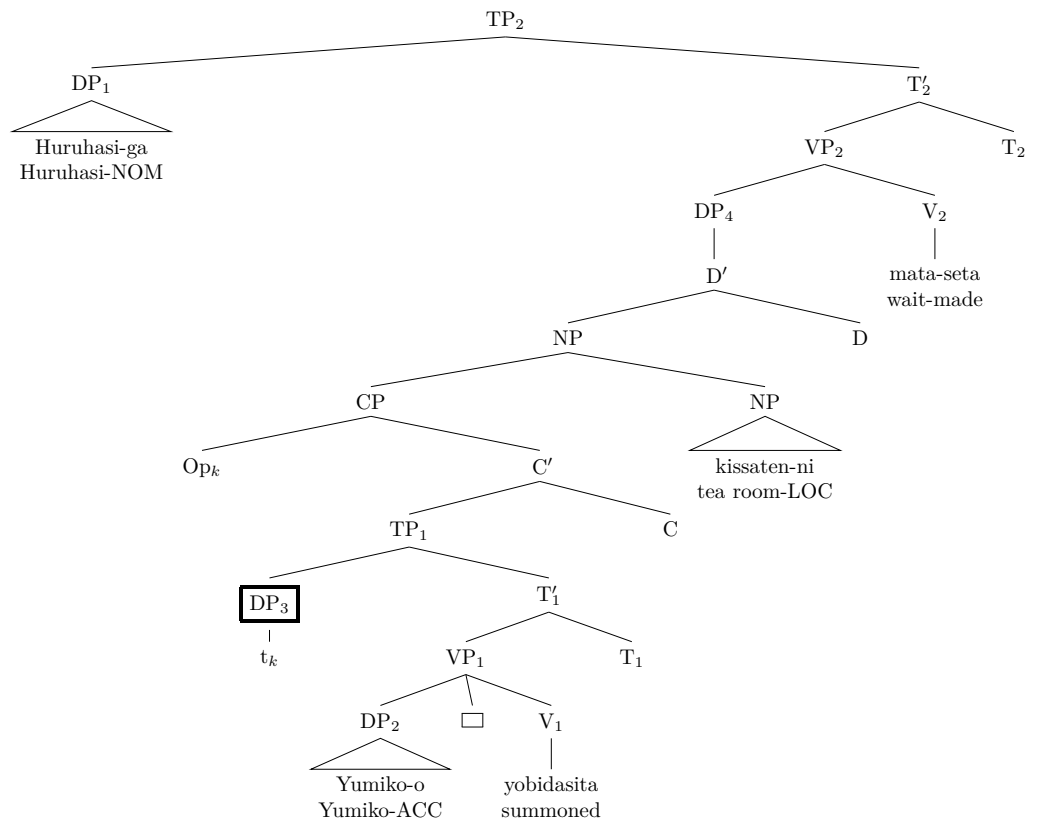 TP₂
DP₁ T′₂
Huruhasi-ga
Huruhasi-NOM
VP₂ T₂
DP₄ V₂
mata-seta
wait-made
D′
NP D
CP NP
Opₖ C′
kissaten-ni
tea room-LOC
TP₁ C
DP₃ T′₁
tₖ VP₁ T₁
DP₂ V₁
Yumiko-o yobidasita
Yumiko-ACC summoned